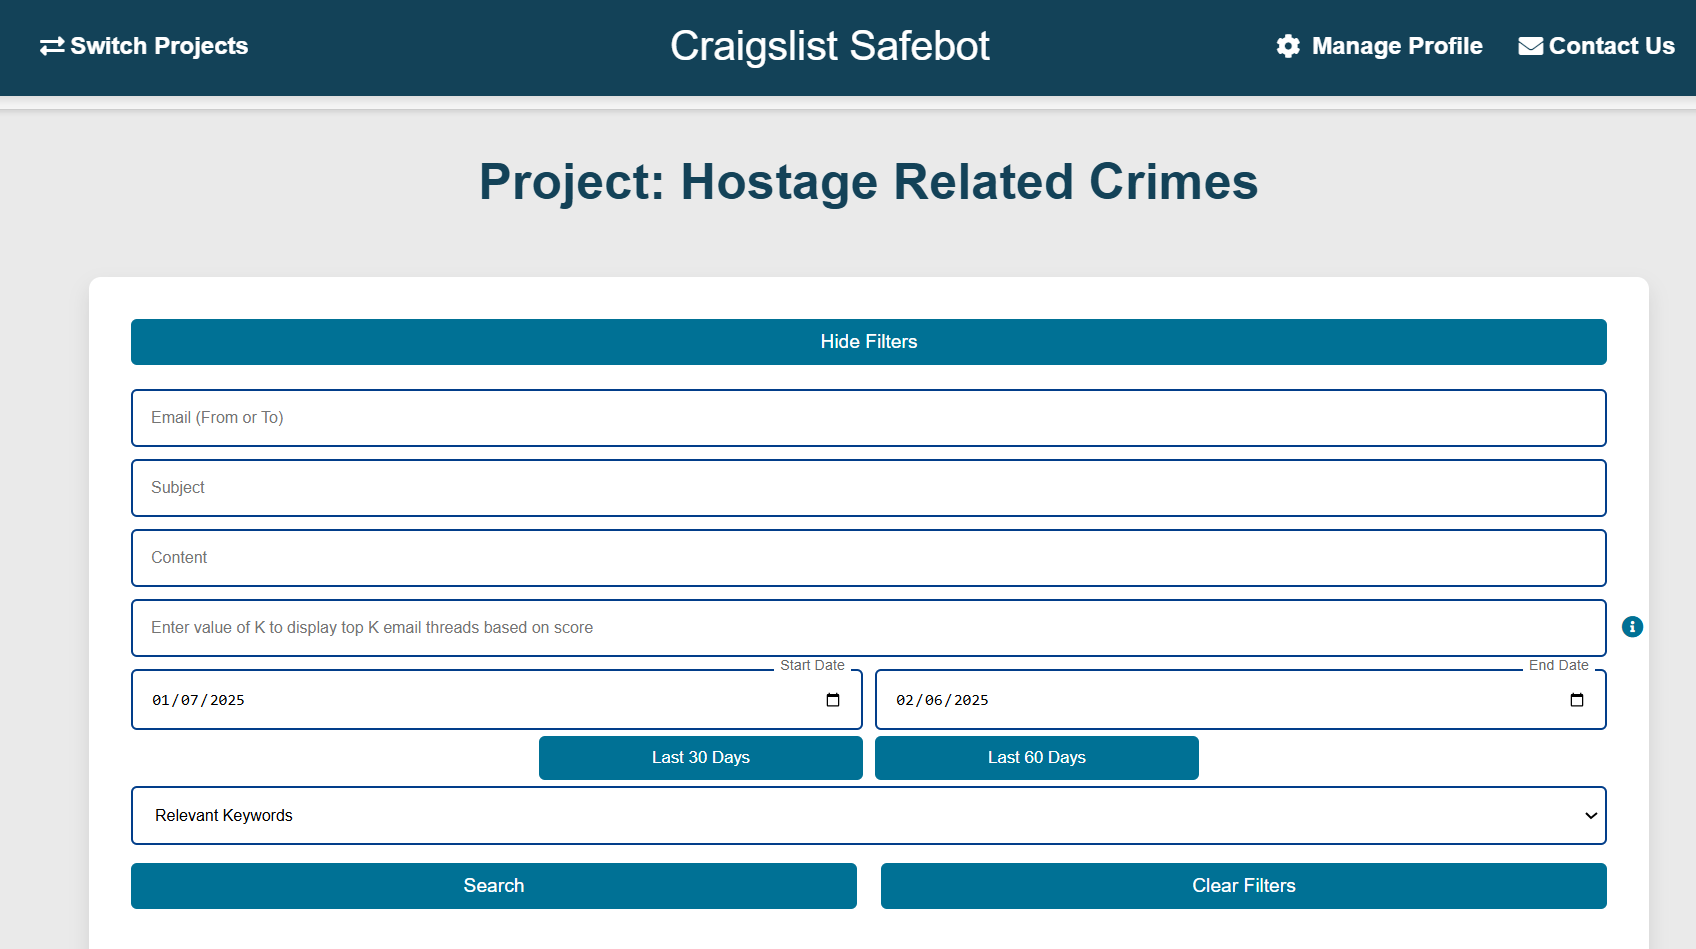 Switch Projects
Craigslist Safebot
Manage Profile
Contact Us
Project: Hostage Related Crimes
Hide Filters
Email (From or To)
Subject
Content
Enter value of K to display top K email threads based on score
Start Date
01/07/2025
End Date
02/06/2025
Last 30 Days
Last 60 Days
Relevant Keywords
Search
Clear Filters